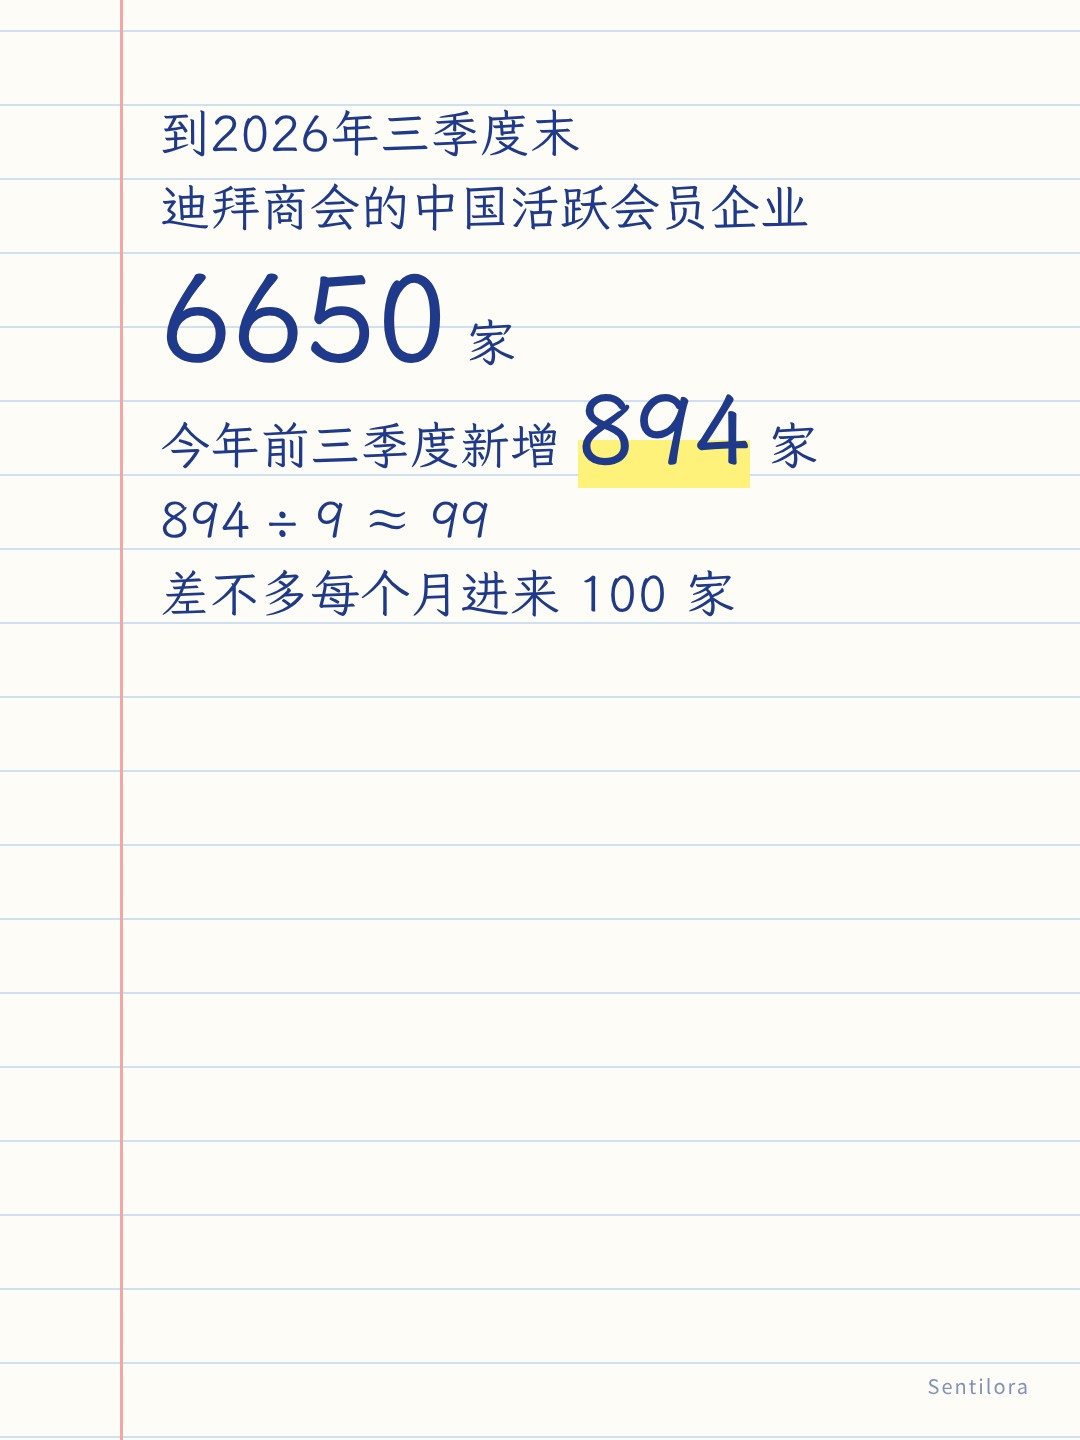 到2026年三季度末
迪拜商会的中国活跃会员企业
6650 家
今年前三季度新增 894 家
894 ÷ 9 ≈ 99
差不多每个月进来 100 家
Sentilora